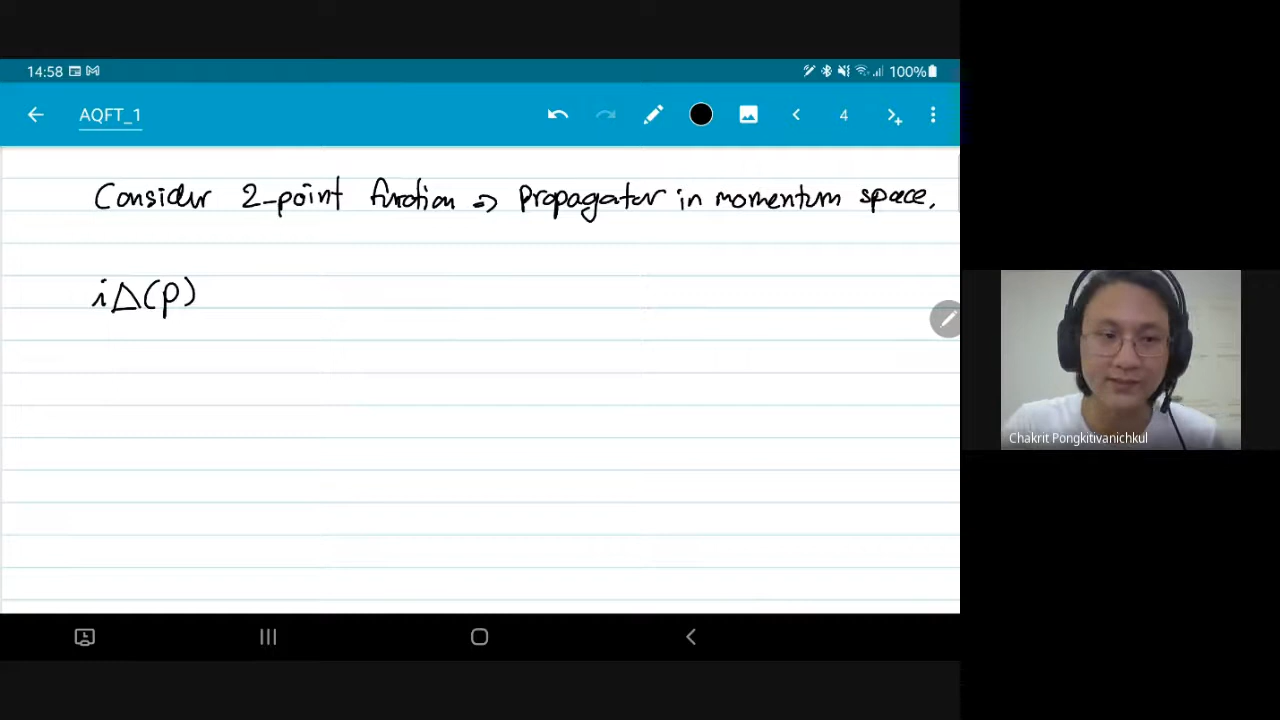 14:58 100%
AQFT_1 4
Consider 2-point function ⇒ propagator in momentum space.
iΔ(p)
Chakrit Pongkitivanichkul